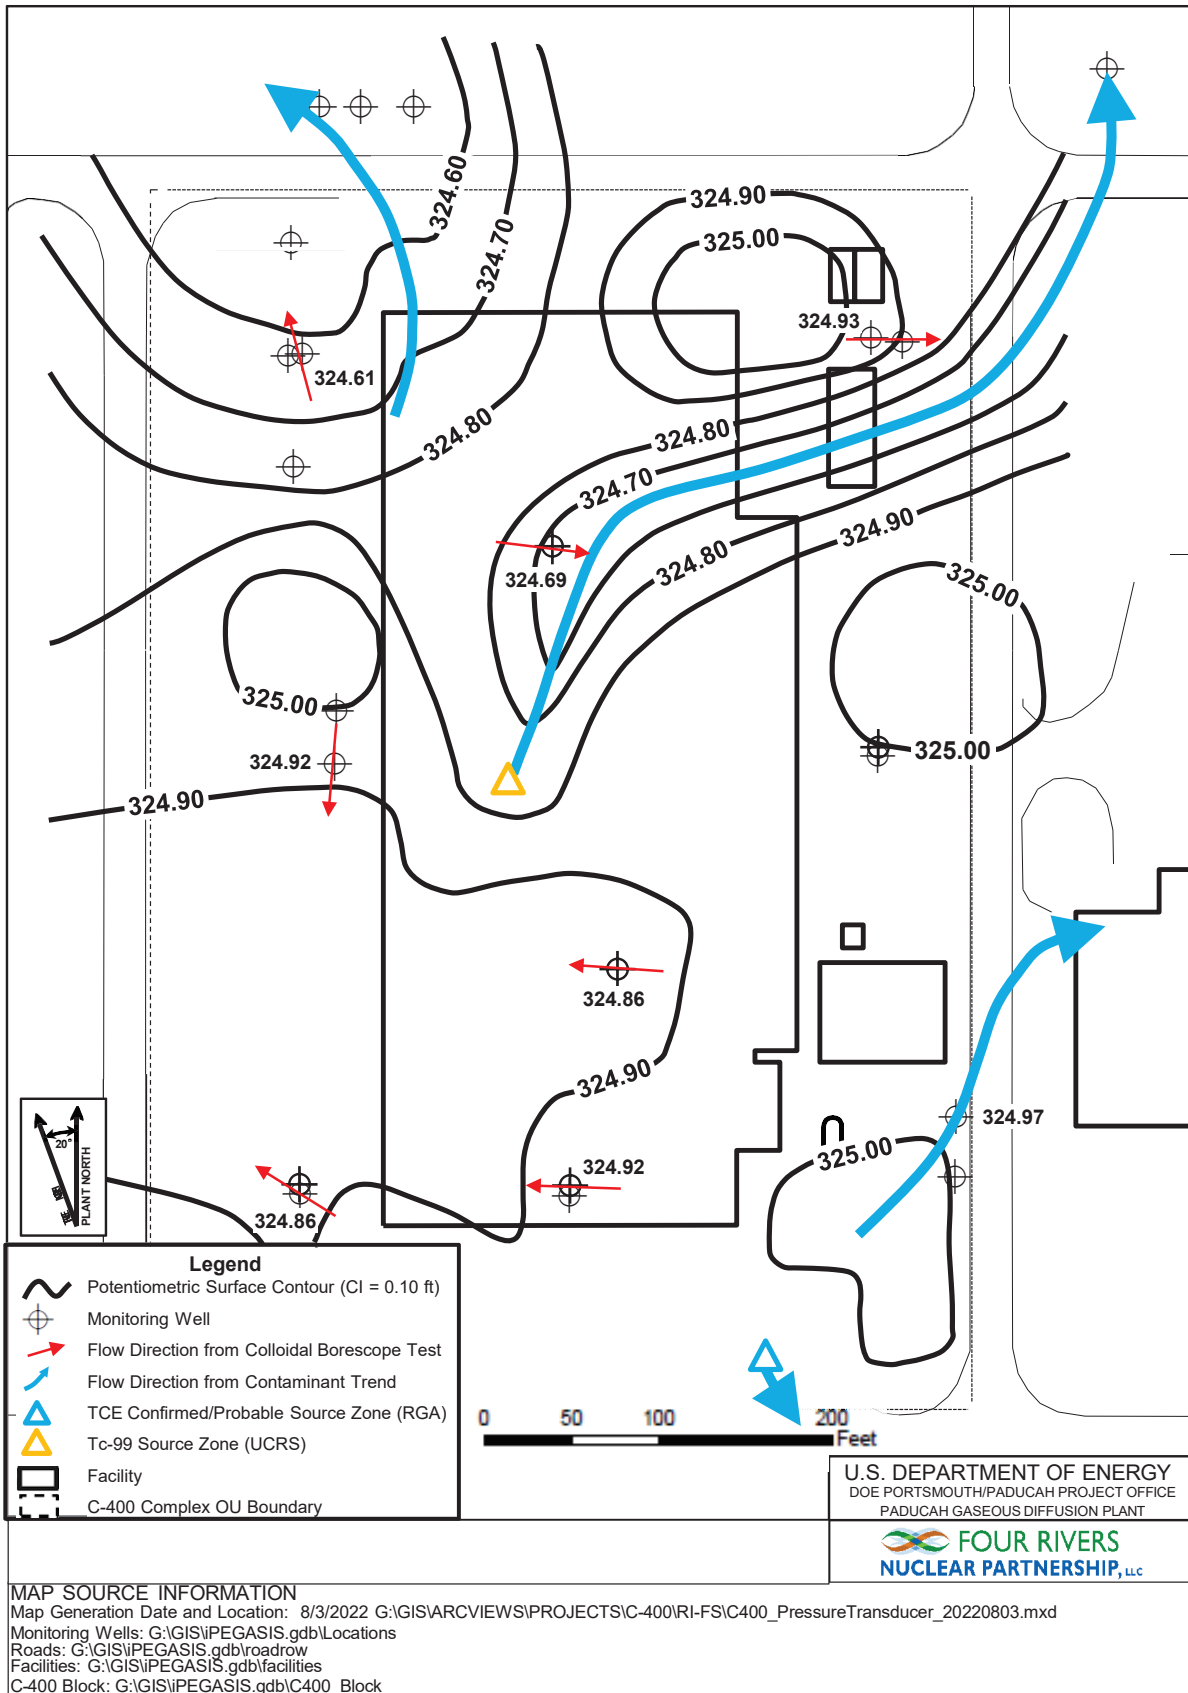 324.60
324.70
324.90
325.00
324.93
324.61
324.80
324.80
324.70
324.69
324.80
324.90
325.00
325.00
325.00
324.92
324.90
324.86
324.90
324.97
325.00
324.92
324.86
20°
PLANT NORTH
Legend
Potentiometric Surface Contour (CI = 0.10 ft)
Monitoring Well
Flow Direction from Colloidal Borescope Test
Flow Direction from Contaminant Trend
TCE Confirmed/Probable Source Zone (RGA)
Tc-99 Source Zone (UCRS)
Facility
C-400 Complex OU Boundary
0 50 100 200
Feet
U.S. DEPARTMENT OF ENERGY
DOE PORTSMOUTH/PADUCAH PROJECT OFFICE
PADUCAH GASEOUS DIFFUSION PLANT
FOUR RIVERS
NUCLEAR PARTNERSHIP, LLC
MAP SOURCE INFORMATION
Map Generation Date and Location: 8/3/2022 G:\GIS\ARCVIEWS\PROJECTS\C-400\RI-FS\C400_PressureTransducer_20220803.mxd
Monitoring Wells: G:\GIS\iPEGASIS.gdb\Locations
Roads: G:\GIS\iPEGASIS.gdb\roadrow
Facilities: G:\GIS\iPEGASIS.gdb\facilities
C-400 Block: G:\GIS\iPEGASIS.gdb\C400_Block